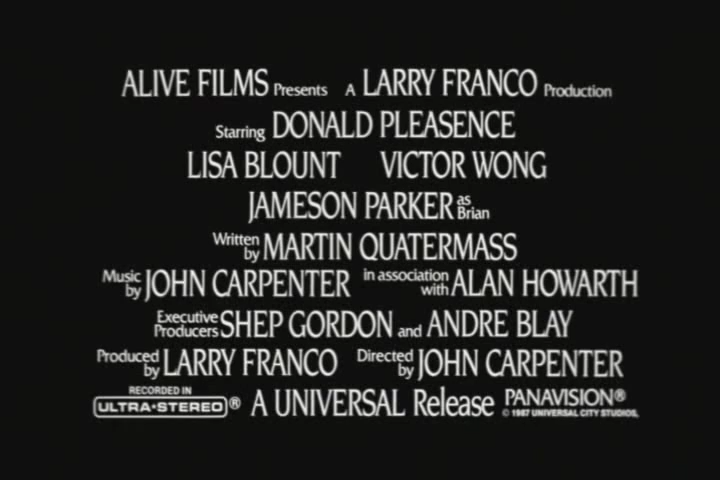 ALIVE FILMS Presents A LARRY FRANCO Production
Starring DONALD PLEASENCE
LISA BLOUNT VICTOR WONG
JAMESON PARKER as Brian
Written by MARTIN QUATERMASS
Music by JOHN CARPENTER in association with ALAN HOWARTH
Executive Producers SHEP GORDON and ANDRE BLAY
Produced by LARRY FRANCO Directed by JOHN CARPENTER
RECORDED IN ULTRA•STEREO® A UNIVERSAL Release PANAVISION®
© 1987 UNIVERSAL CITY STUDIOS,